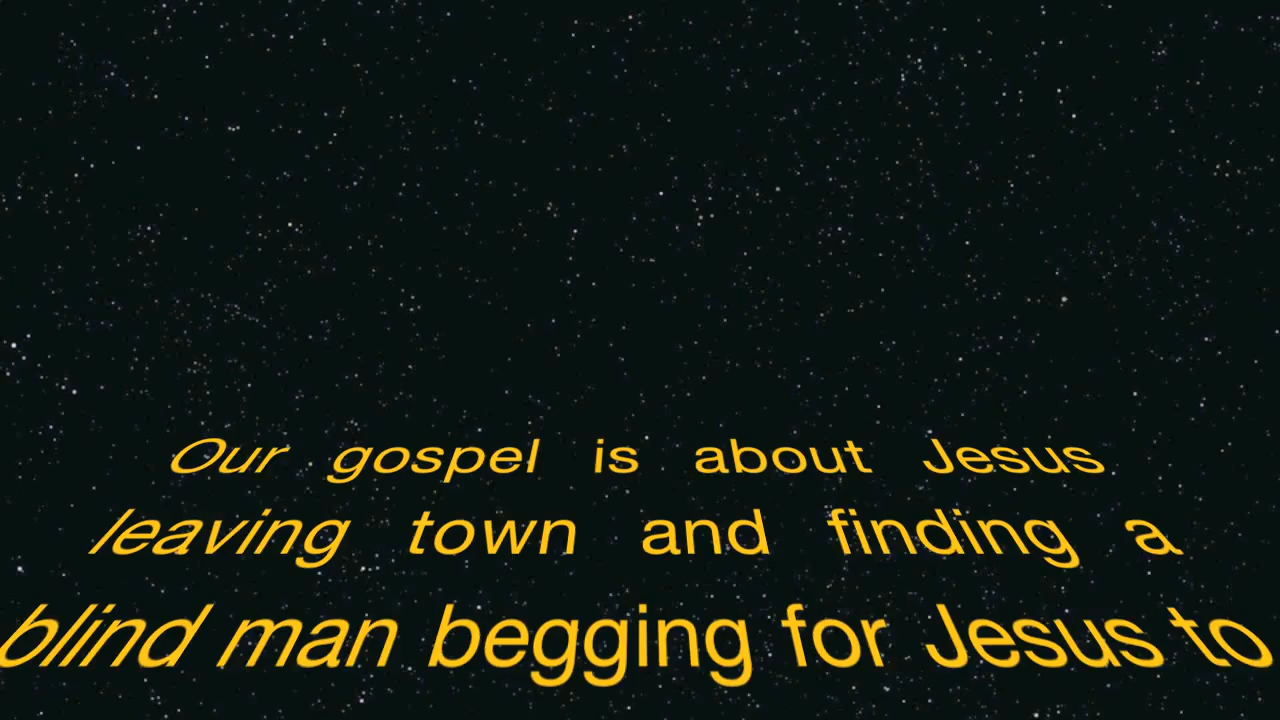 Our gospel is about Jesus
leaving town and finding a
blind man begging for Jesus to